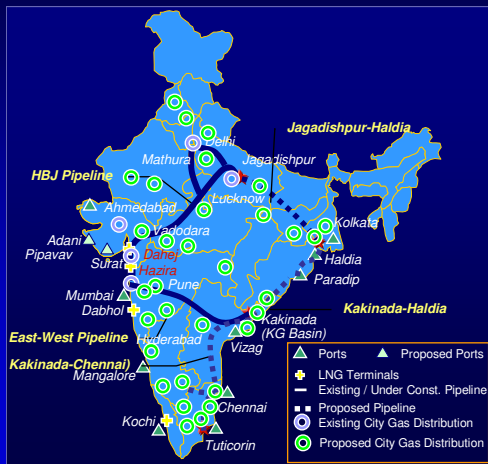 Delhi
Jagadishpur-Haldia
Mathura
Jagadishpur
HBJ Pipeline
Lucknow
Ahmedabad
Kolkata
Vadodara
Adani
Pipavav
Dahej
Haldia
Surat
Hazira
Paradip
Pune
Mumbai
Dabhol
Kakinada
(KG Basin)
Kakinada-Haldia
East-West Pipeline
Hyderabad
Vizag
Kakinada-Chennai)
Mangalore
Chennai
Kochi
Tuticorin
Ports
Proposed Ports
LNG Terminals
Existing / Under Const. Pipeline
Proposed Pipeline
Existing City Gas Distribution
Proposed City Gas Distribution